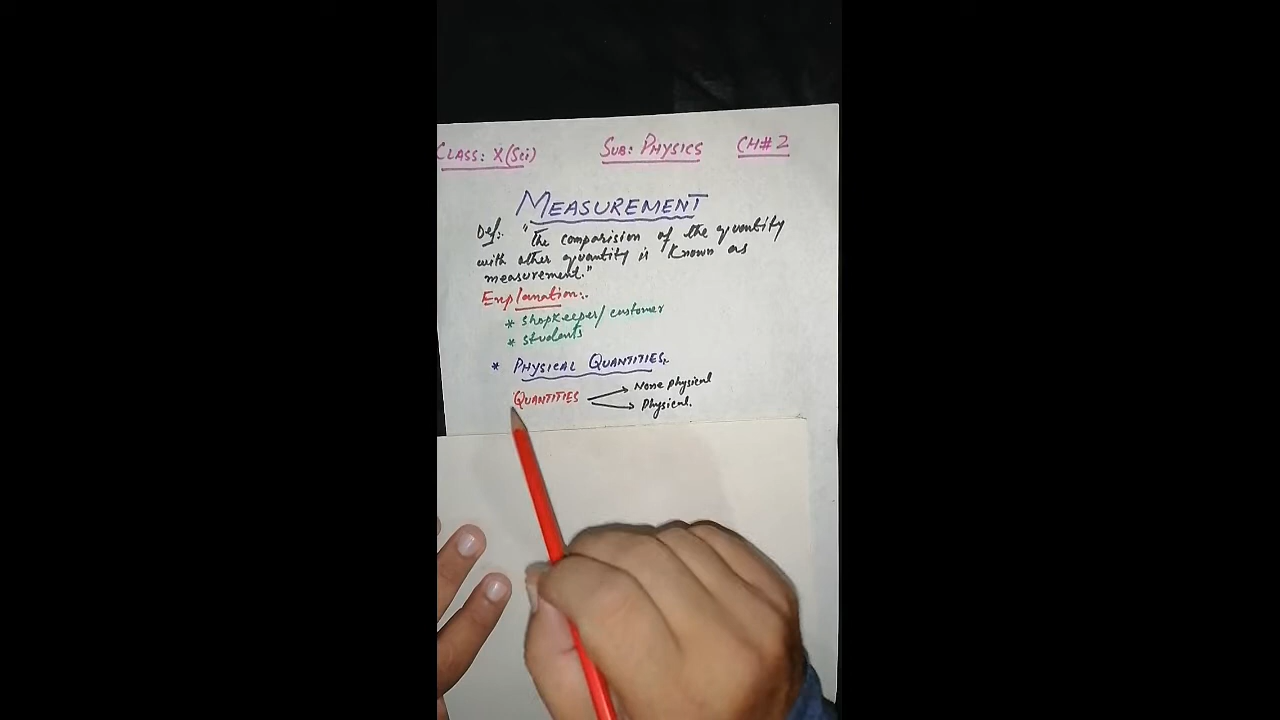 CLASS: X(Sci) SUB: PHYSICS CH#2
MEASUREMENT
Def:. "The comparision of the quantity
with other quantity is known as
measurement."
Explanation:.
* shopkeeper/customer
* students
* PHYSICAL QUANTITIES.
QUANTITIES → None physical
→ Physical.